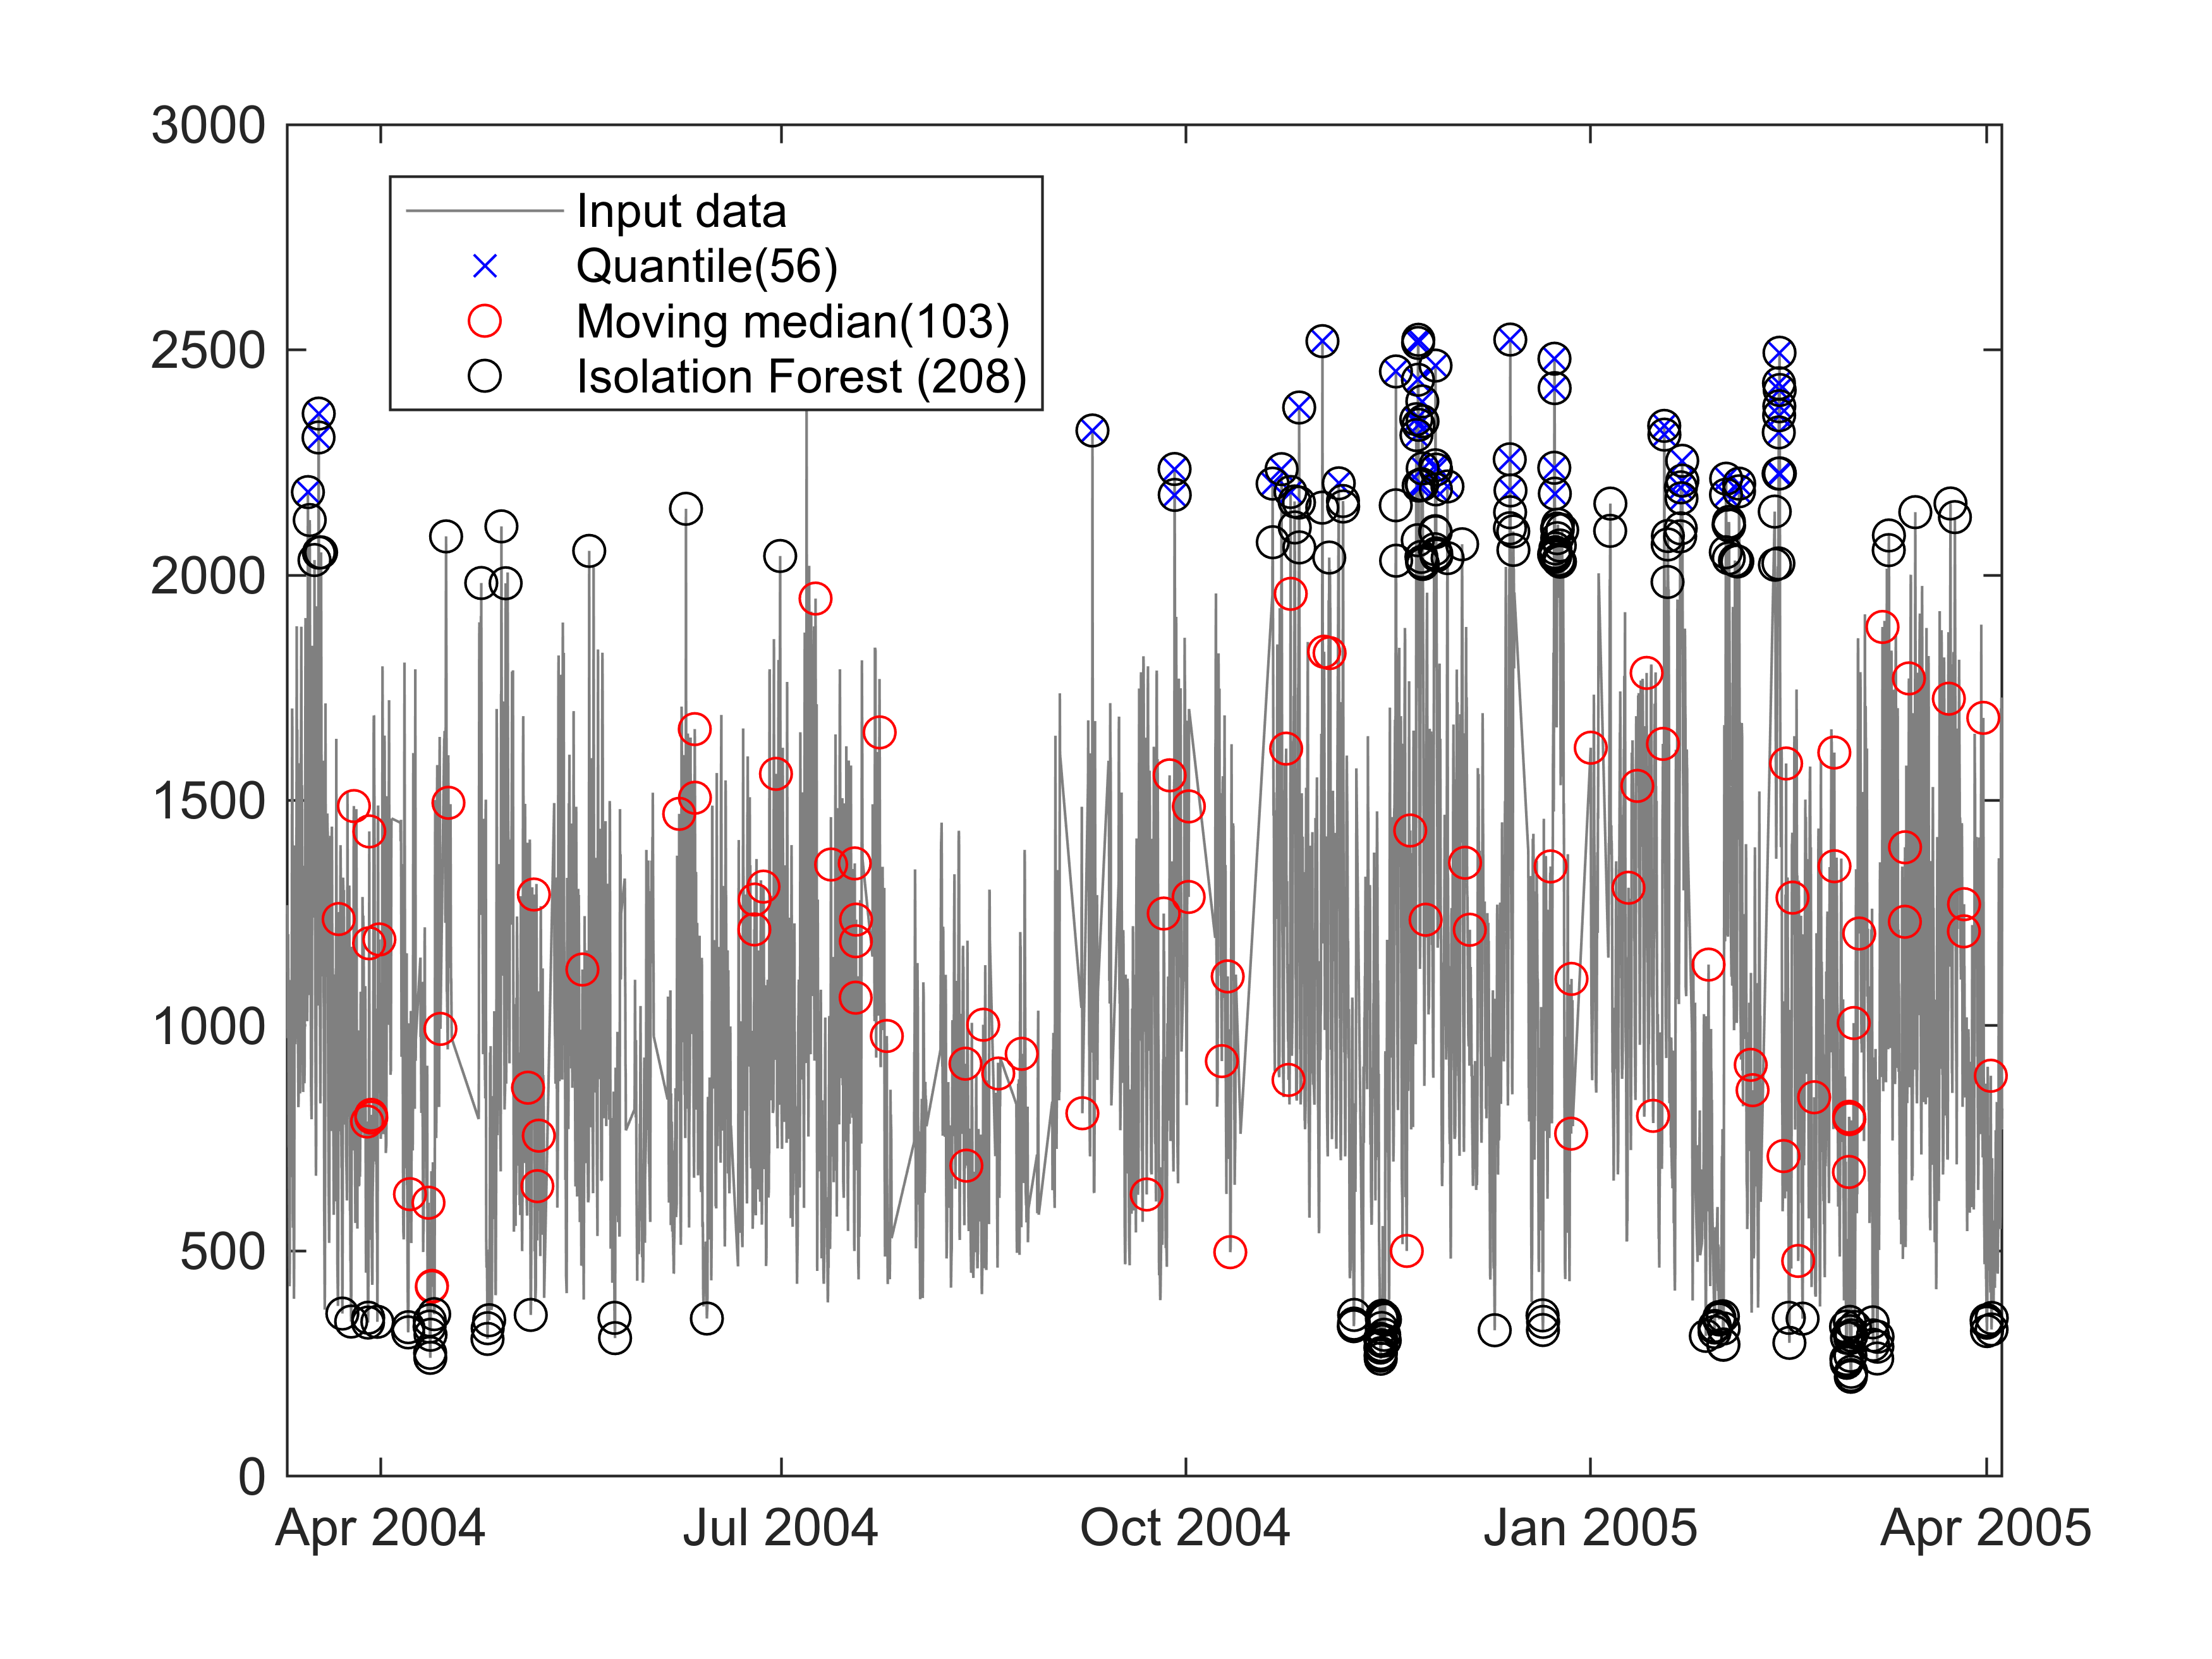 3000
2500
2000
1500
1000
500
0
Input data
Quantile(56)
Moving median(103)
Isolation Forest (208)
Apr 2004
Jul 2004
Oct 2004
Jan 2005
Apr 2005